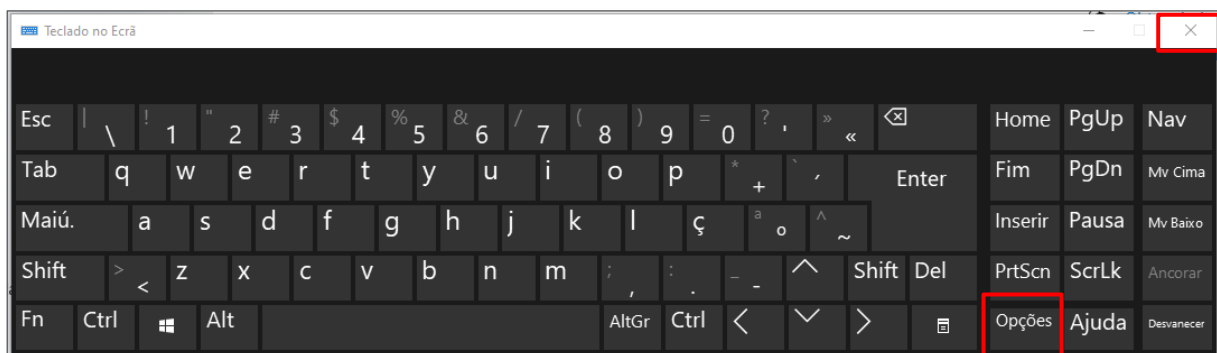 Teclado no Ecrã
Esc | \ ! 1 " 2 # 3 $ 4 % 5 & 6 / 7 ( 8 ) 9 = 0 ? ' » « Home PgUp Nav
Tab q w e r t y u i o p * + ` ´ Enter Fim PgDn Mv Cima
Maiú. a s d f g h j k l ç ª º ^ ~ Inserir Pausa Mv Baixo
Shift > < z x c v b n m ; , : . _ - Shift Del PrtScn ScrLk Ancorar
Fn Ctrl Alt AltGr Ctrl Opções Ajuda Desvanecer